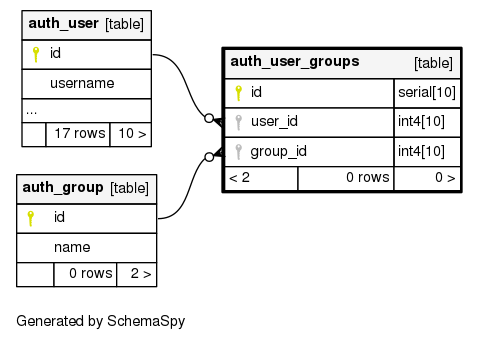 auth_user [table]
id
username
...
17 rows 10 >
auth_user_groups [table]
id serial[10]
user_id int4[10]
group_id int4[10]
< 2 0 rows 0 >
auth_group [table]
id
name
0 rows 2 >
Generated by SchemaSpy